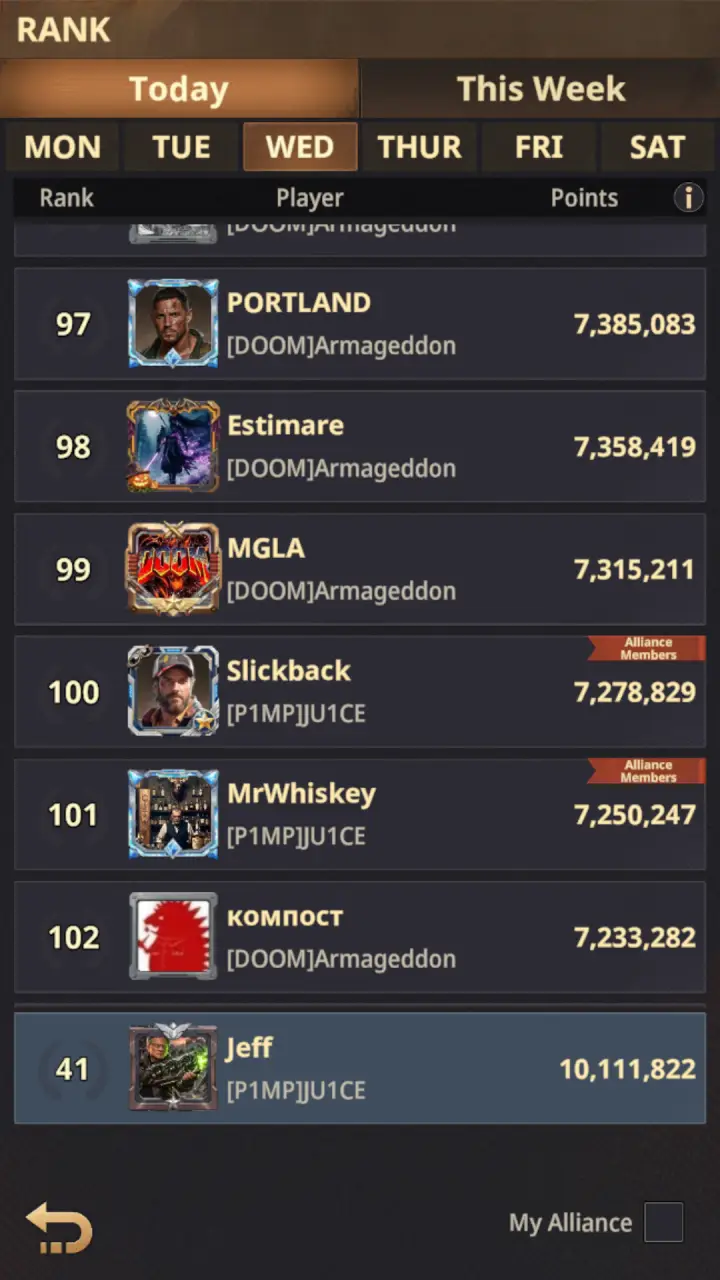 RANK
Today
This Week
MON TUE WED THUR FRI SAT
Rank Player Points i
[DOOM]Armageddon
97 PORTLAND 7,385,083
[DOOM]Armageddon
98 Estimare 7,358,419
[DOOM]Armageddon
DOOM
99 MGLA 7,315,211
[DOOM]Armageddon
Alliance
Members
100 Slickback 7,278,829
[P1MP]JU1CE
Alliance
Members
101 MrWhiskey 7,250,247
[P1MP]JU1CE
102 компост 7,233,282
[DOOM]Armageddon
41 Jeff 10,111,822
[P1MP]JU1CE
My Alliance